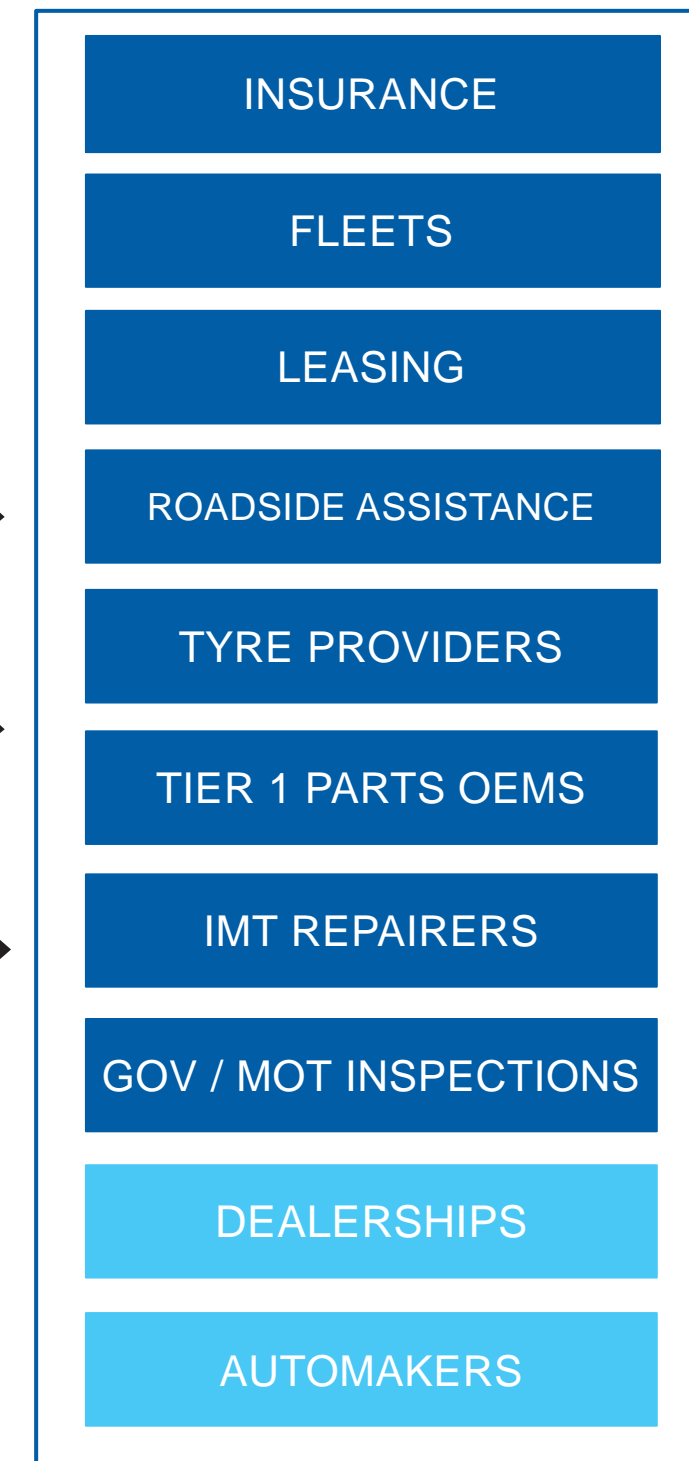 INSURANCE
FLEETS
LEASING
ROADSIDE ASSISTANCE
TYRE PROVIDERS
TIER 1 PARTS OEMS
IMT REPAIRERS
GOV / MOT INSPECTIONS
DEALERSHIPS
AUTOMAKERS